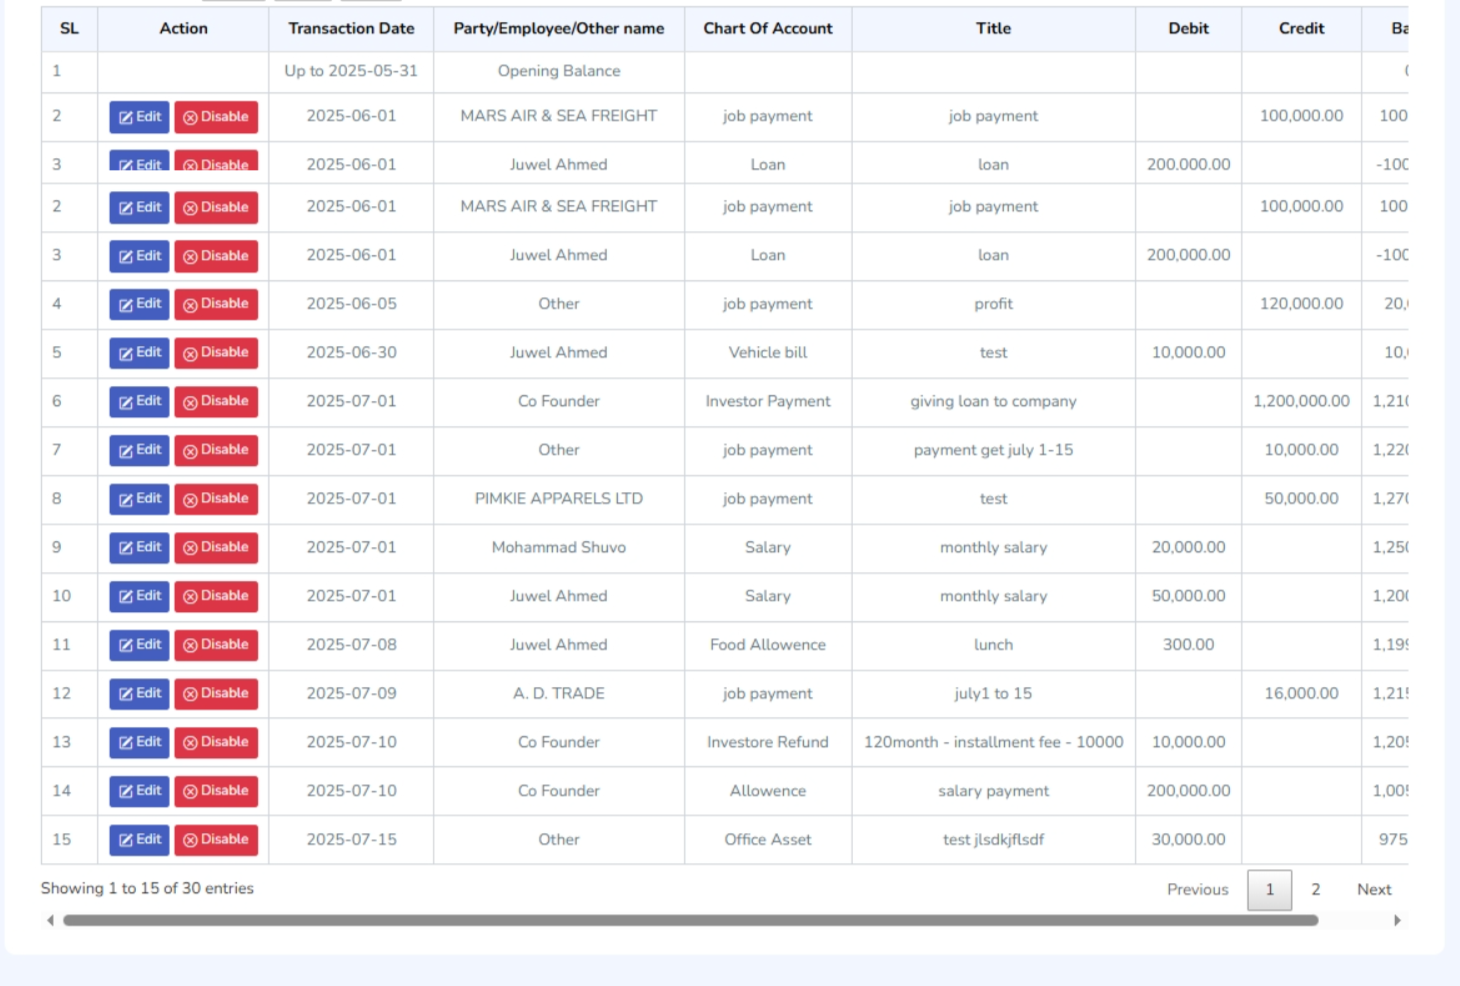 SL Action Transaction Date Party/Employee/Other name Chart Of Account Title Debit Credit Ba
1 Up to 2025-05-31 Opening Balance
2 Edit Disable 2025-06-01 MARS AIR & SEA FREIGHT job payment job payment 100,000.00 100
3 Edit Disable 2025-06-01 Juwel Ahmed Loan loan 200,000.00 -100
2 Edit Disable 2025-06-01 MARS AIR & SEA FREIGHT job payment job payment 100,000.00 100
3 Edit Disable 2025-06-01 Juwel Ahmed Loan loan 200,000.00 -100
4 Edit Disable 2025-06-05 Other job payment profit 120,000.00 20,
5 Edit Disable 2025-06-30 Juwel Ahmed Vehicle bill test 10,000.00 10,
6 Edit Disable 2025-07-01 Co Founder Investor Payment giving loan to company 1,200,000.00 1,210
7 Edit Disable 2025-07-01 Other job payment payment get july 1-15 10,000.00 1,220
8 Edit Disable 2025-07-01 PIMKIE APPARELS LTD job payment test 50,000.00 1,270
9 Edit Disable 2025-07-01 Mohammad Shuvo Salary monthly salary 20,000.00 1,250
10 Edit Disable 2025-07-01 Juwel Ahmed Salary monthly salary 50,000.00 1,200
11 Edit Disable 2025-07-08 Juwel Ahmed Food Allowence lunch 300.00 1,199
12 Edit Disable 2025-07-09 A. D. TRADE job payment july1 to 15 16,000.00 1,215
13 Edit Disable 2025-07-10 Co Founder Investore Refund 120month - installment fee - 10000 10,000.00 1,205
14 Edit Disable 2025-07-10 Co Founder Allowence salary payment 200,000.00 1,005
15 Edit Disable 2025-07-15 Other Office Asset test jlsdkjflsdf 30,000.00 975
Showing 1 to 15 of 30 entries Previous 1 2 Next